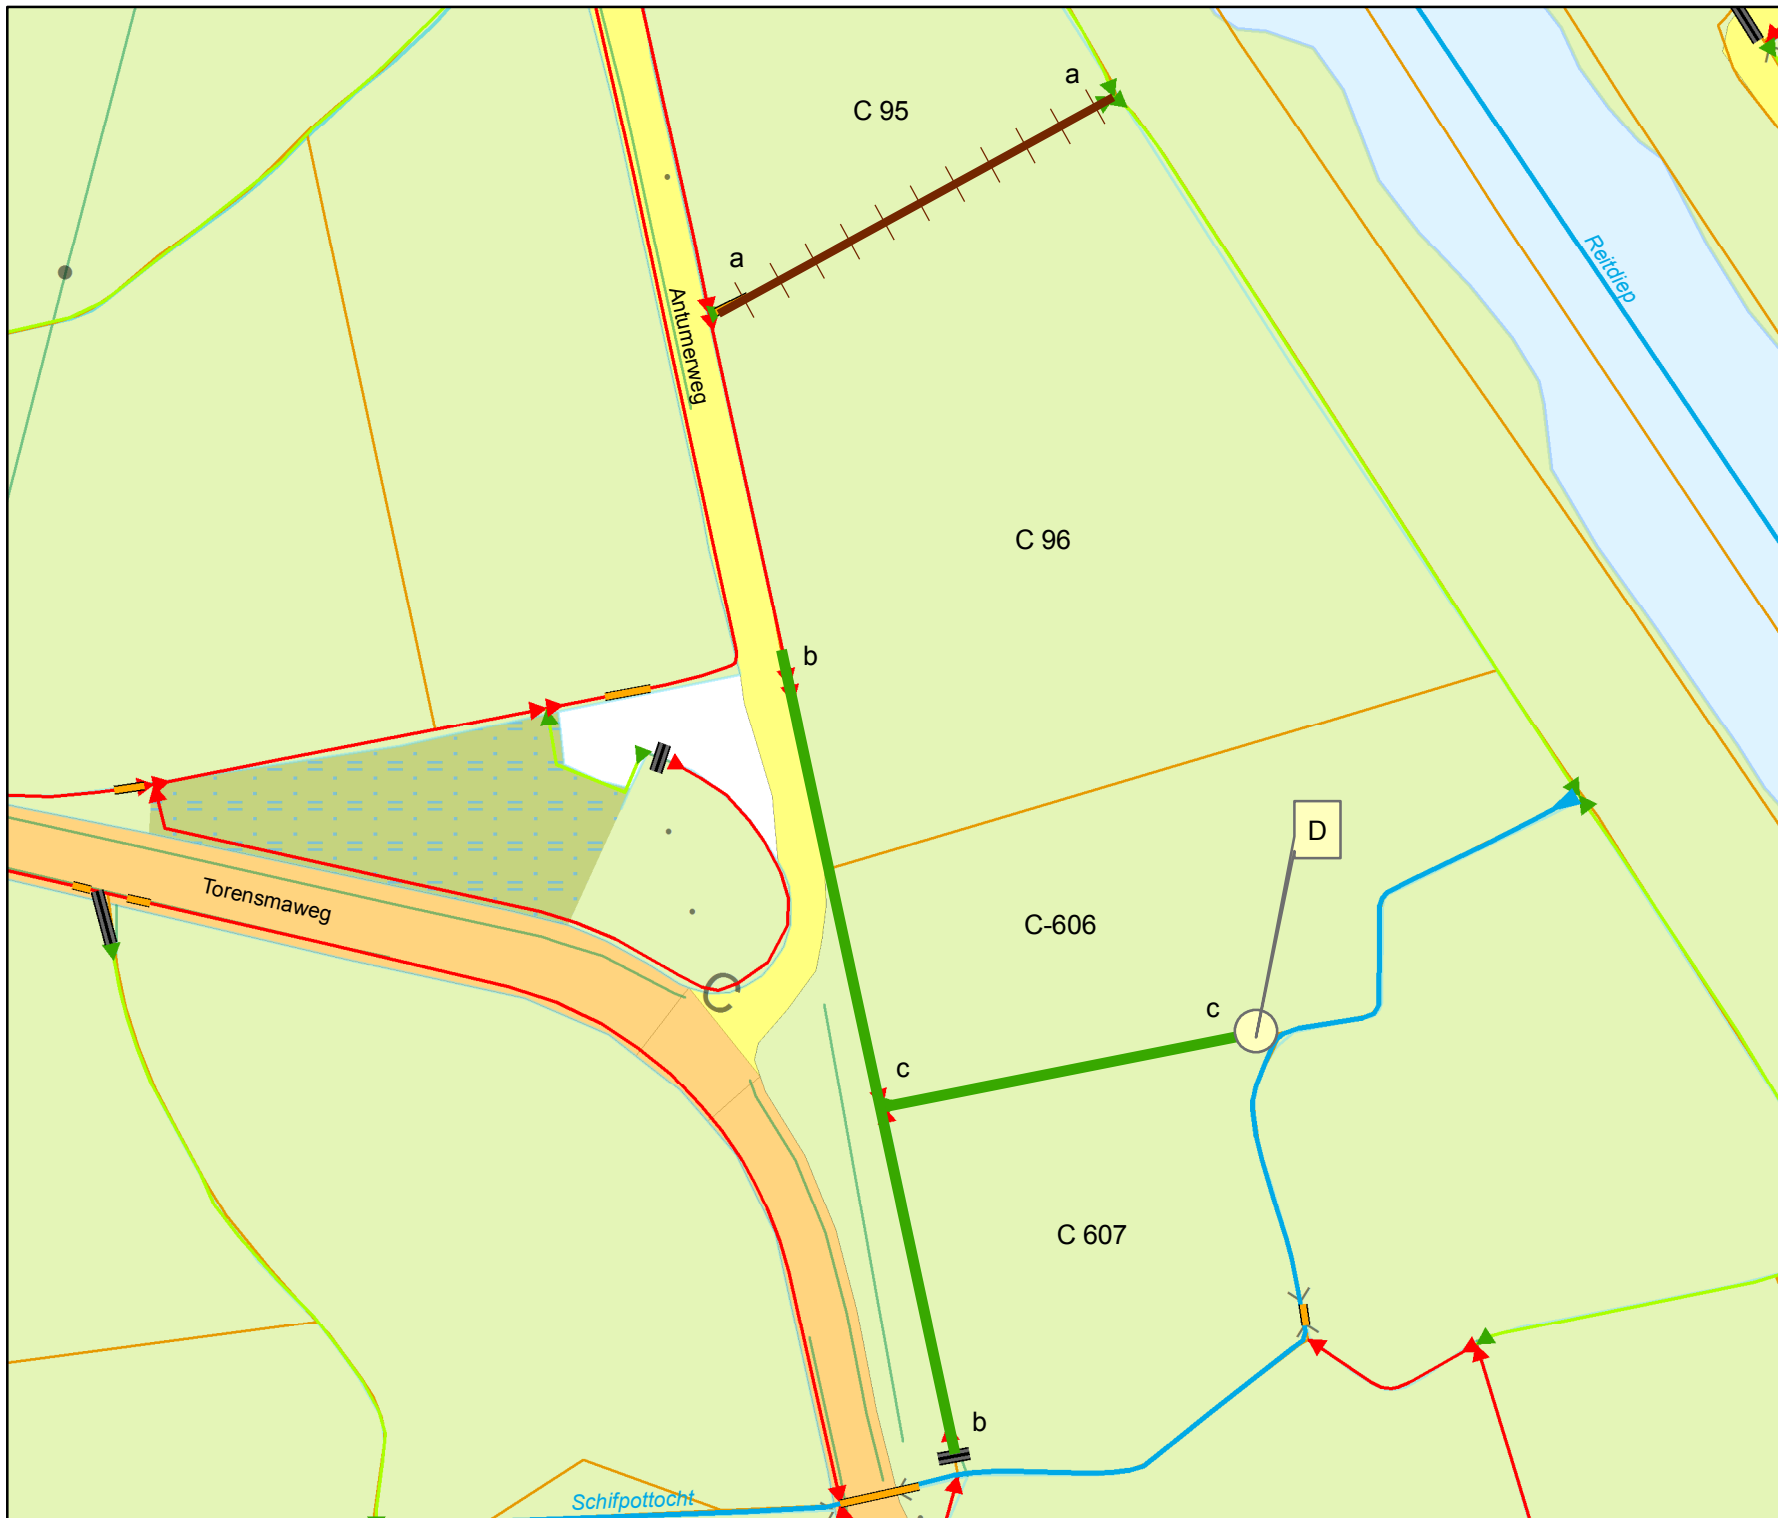 a
C 95
a
Reitdiep
Antumerweg
C 96
b
D
Torensmaweg
C-606
c
c
C 607
b
Schifpottocht